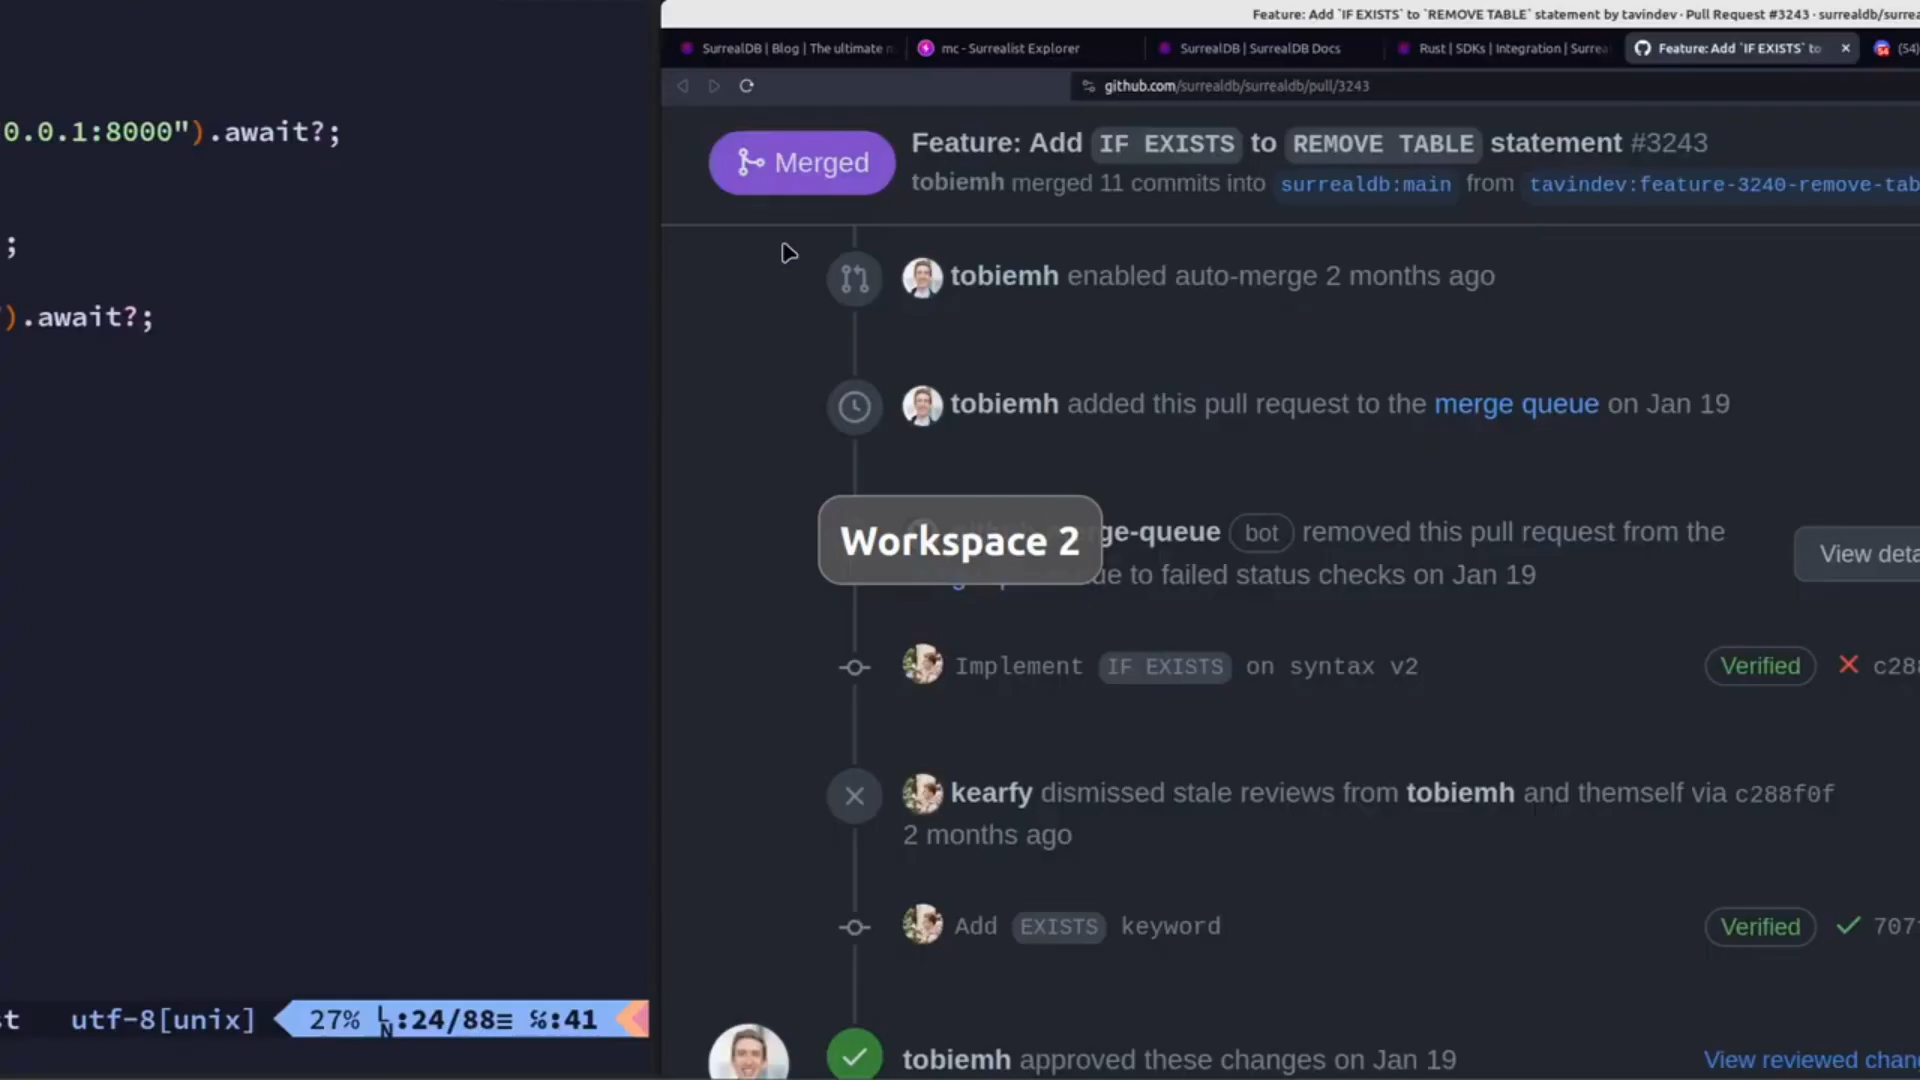 Feature: Add `IF EXISTS` to `REMOVE TABLE` statement by tavindev · Pull Request #3243 · surrealdb/surrea
SurrealDB | Blog | The ultimate
mc - Surrealist Explorer
SurrealDB | SurrealDB Docs
Rust | SDKs | Integration | Surrea
Feature: Add `IF EXISTS` to
(54)
github.com/surrealdb/surrealdb/pull/3243
0.0.1:8000").await?;
;
).await?;
Merged
Feature: Add IF EXISTS to REMOVE TABLE statement #3243
tobiemh merged 11 commits into surrealdb:main from tavindev:feature-3240-remove-tab
tobiemh enabled auto-merge 2 months ago
tobiemh added this pull request to the merge queue on Jan 19
Workspace 2
ge-queue bot removed this pull request from the
ue to failed status checks on Jan 19
View deta
Implement IF EXISTS on syntax v2
Verified
c288
kearfy dismissed stale reviews from tobiemh and themself via c288f0f
2 months ago
Add EXISTS keyword
Verified
707
tobiemh approved these changes on Jan 19
View reviewed chan
st utf-8[unix] 27% LN:24/88≡ ℅:41